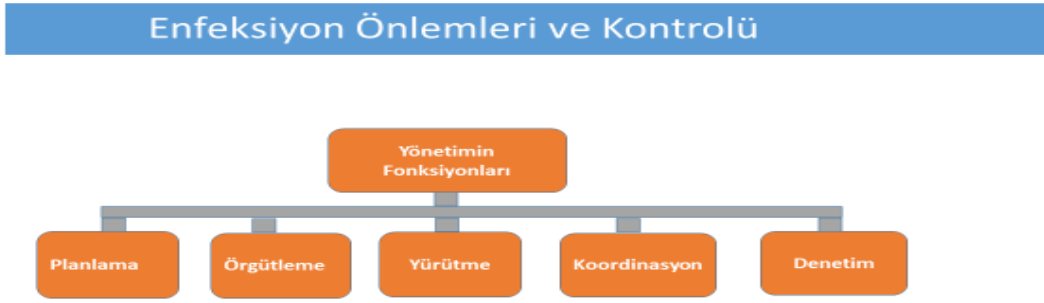 Enfeksiyon Önlemleri ve Kontrolü
Yönetimin
Fonksiyonları
Planlama
Örgütleme
Yürütme
Koordinasyon
Denetim